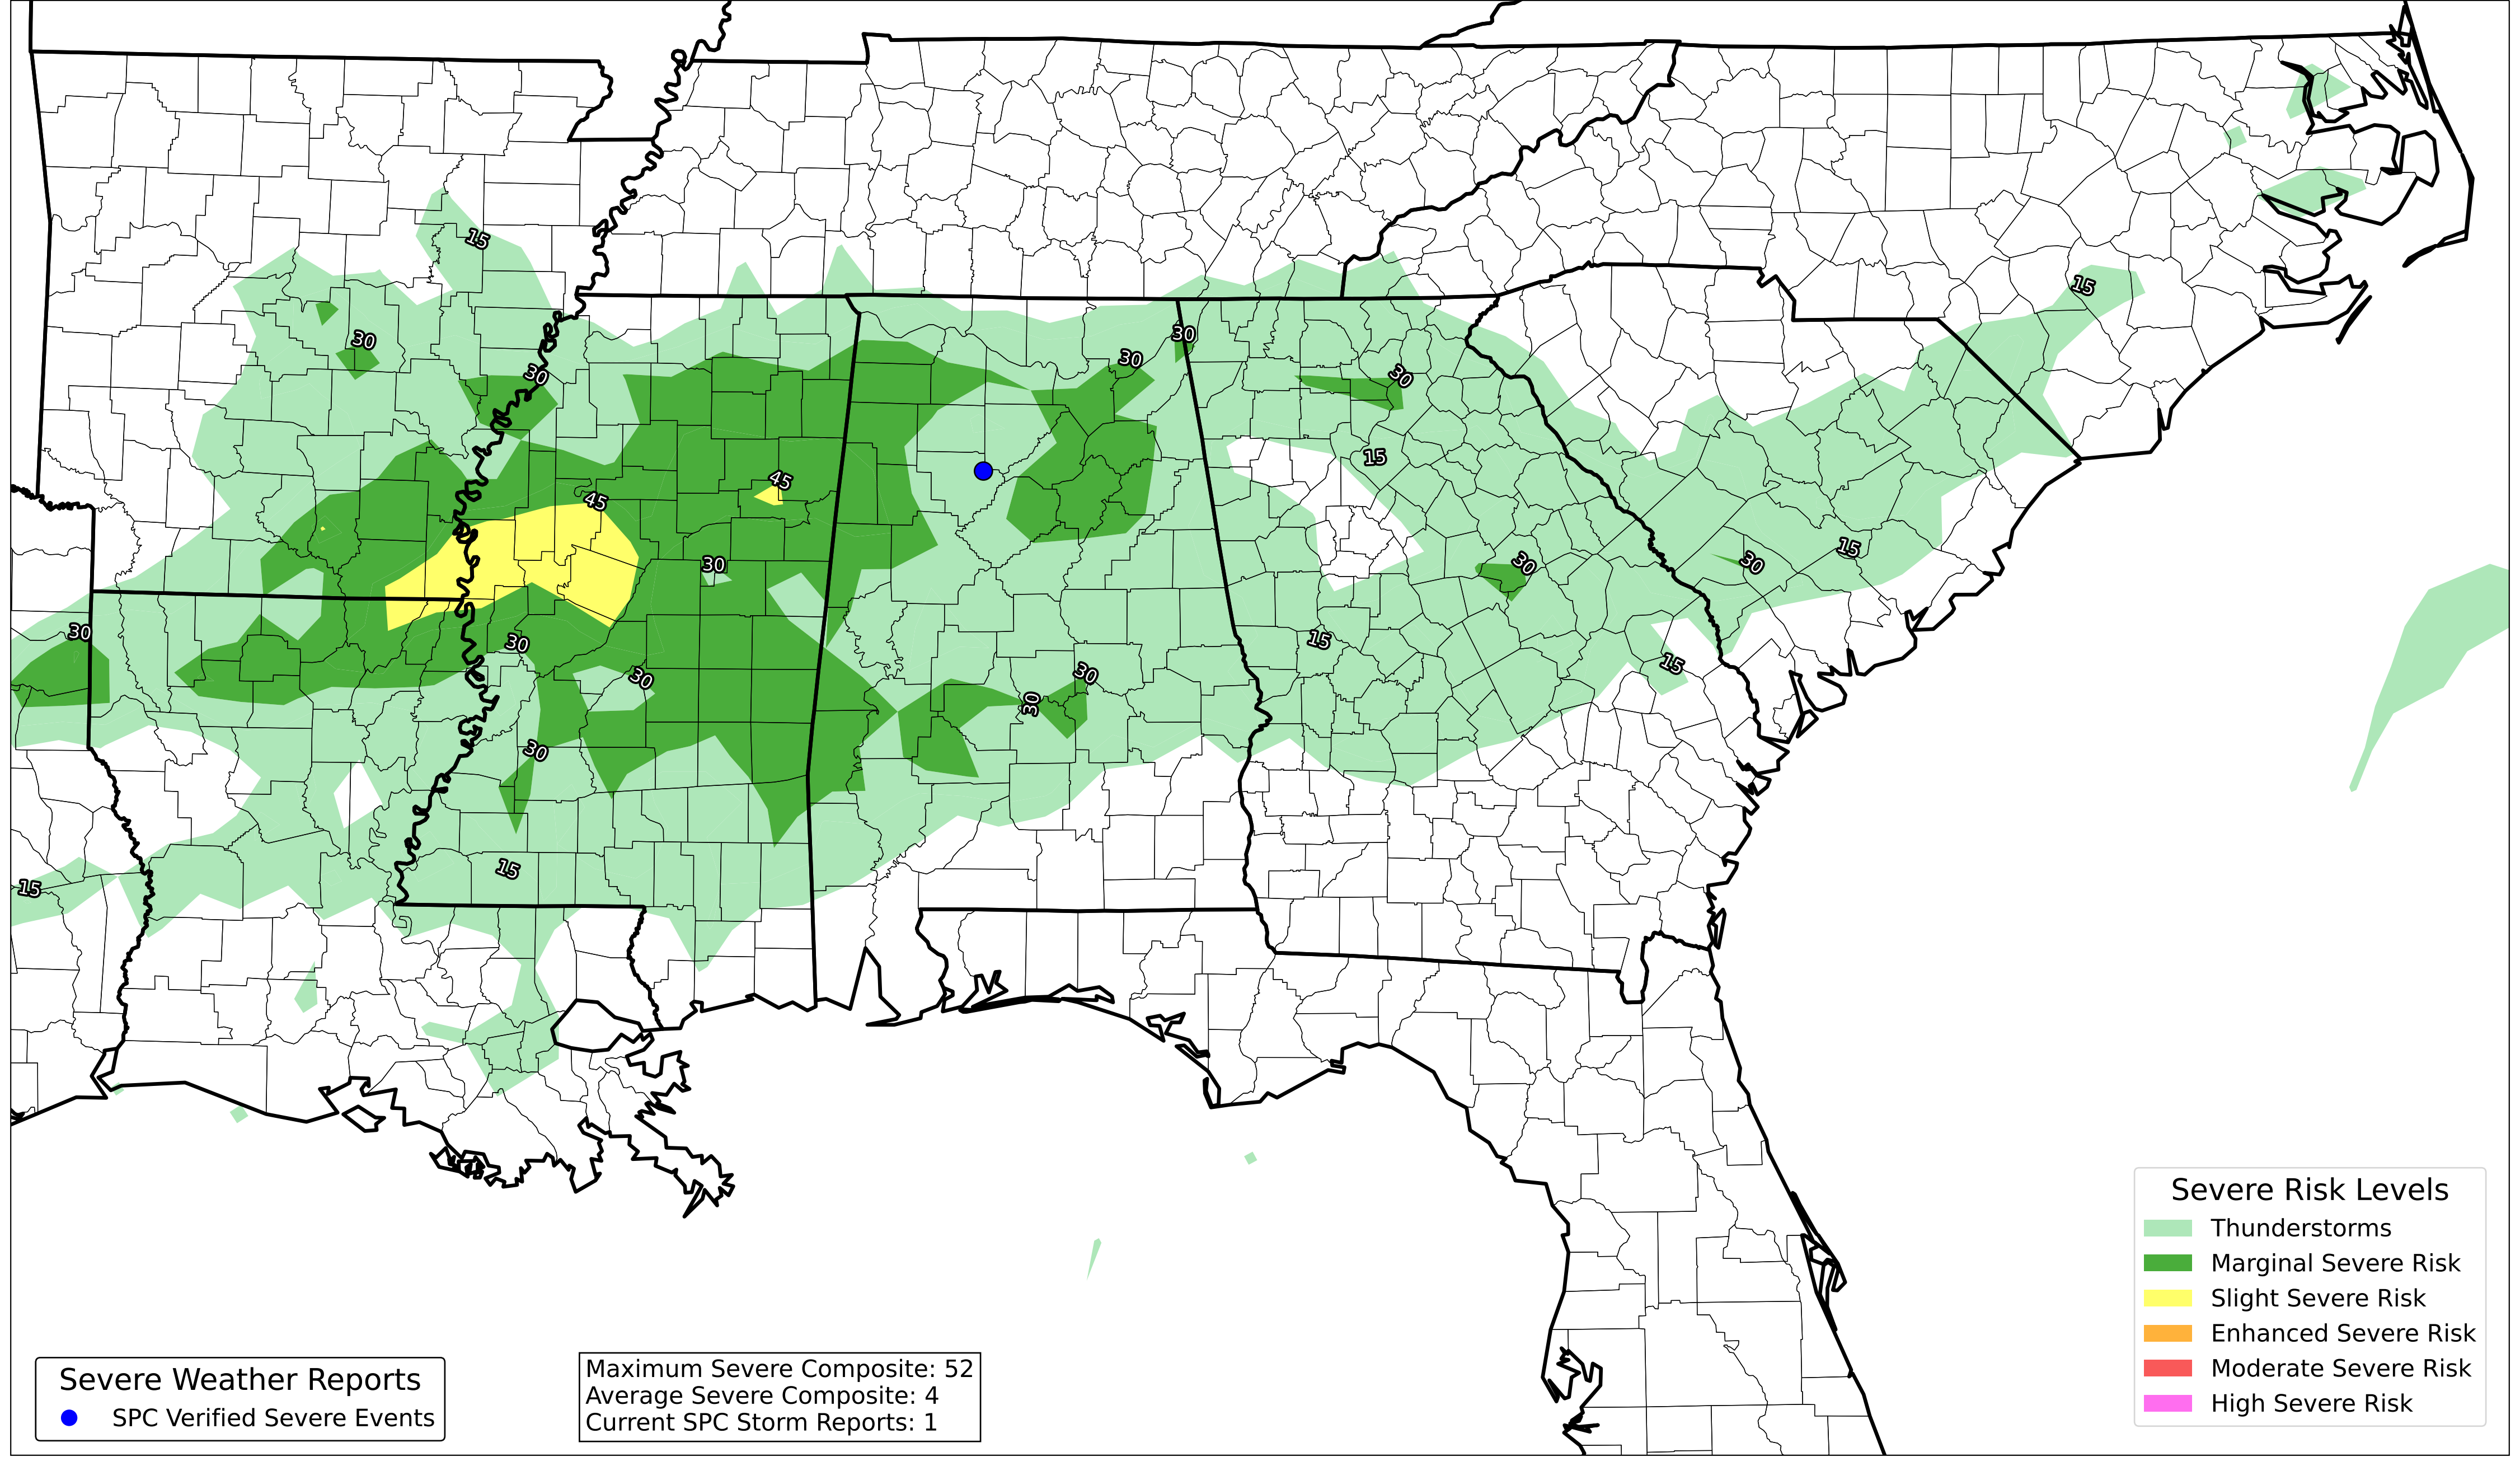 15
30
30
30
30
30
15
15
45
45
30
30
15
30
30
15
30
30
15
30
30
15
30
15
15
Severe Risk Levels
Thunderstorms
Marginal Severe Risk
Slight Severe Risk
Enhanced Severe Risk
Moderate Severe Risk
High Severe Risk
Severe Weather Reports
SPC Verified Severe Events
Maximum Severe Composite: 52
Average Severe Composite: 4
Current SPC Storm Reports: 1